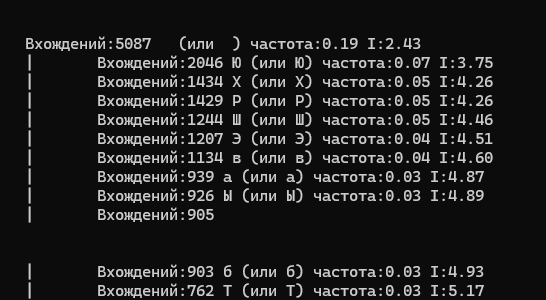 Вхождений:5087   (или  ) частота:0.19 I:2.43
|       Вхождений:2046 Ю (или Ю) частота:0.07 I:3.75
|       Вхождений:1434 Х (или Х) частота:0.05 I:4.26
|       Вхождений:1429 Р (или Р) частота:0.05 I:4.26
|       Вхождений:1244 Ш (или Ш) частота:0.05 I:4.46
|       Вхождений:1207 Э (или Э) частота:0.04 I:4.51
|       Вхождений:1134 в (или в) частота:0.04 I:4.60
|       Вхождений:939 а (или а) частота:0.03 I:4.87
|       Вхождений:926 Ы (или Ы) частота:0.03 I:4.89
|       Вхождений:905
|       Вхождений:903 б (или б) частота:0.03 I:4.93
|       Вхождений:762 Т (или Т) частота:0.03 I:5.17